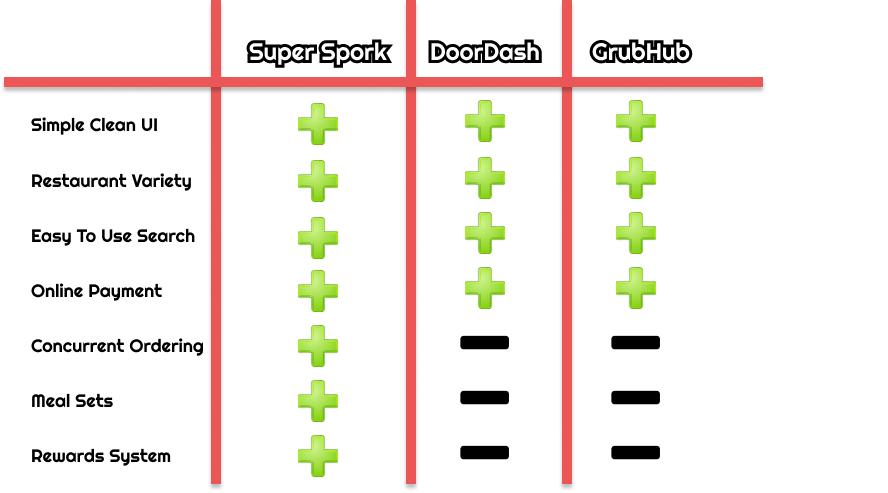 Super Spork DoorDash GrubHub
Simple Clean UI
Restaurant Variety
Easy To Use Search
Online Payment
Concurrent Ordering
Meal Sets
Rewards System